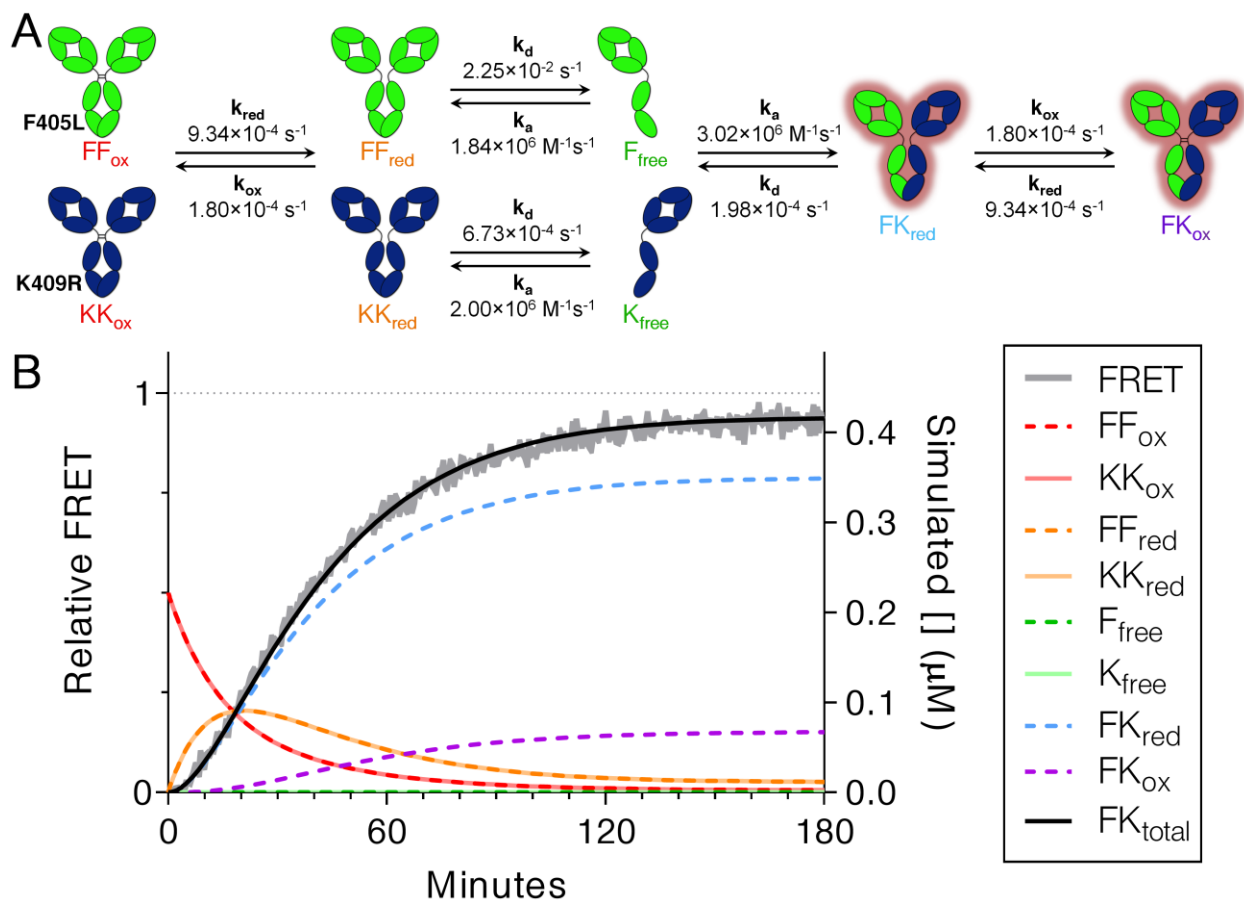 A
F405L
FFox
K409R
KKox
kred
9.34×10-4 s-1
kox
1.80×10-4 s-1
FFred
KKred
kd
2.25×10-2 s-1
ka
1.84×106 M-1s-1
kd
6.73×10-4 s-1
ka
2.00×106 M-1s-1
Ffree
Kfree
ka
3.02×106 M-1s-1
kd
1.98×10-4 s-1
FKred
kox
1.80×10-4 s-1
kred
9.34×10-4 s-1
FKox
B
Relative FRET
1
0
0 60 120 180
Minutes
0.4
0.3
0.2
0.1
0.0
Simulated [] (μM)
FRET
FFox
KKox
FFred
KKred
Ffree
Kfree
FKred
FKox
FKtotal